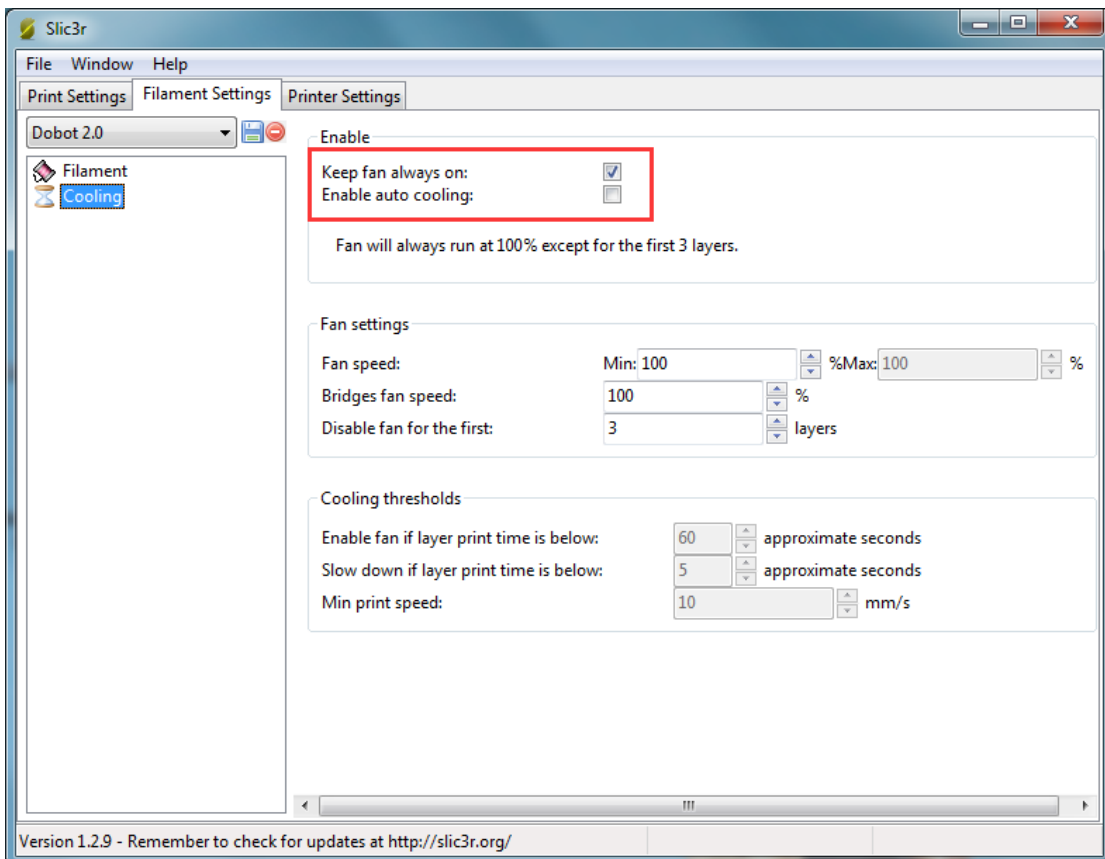 Slic3r
File Window Help
Print Settings Filament Settings Printer Settings
Dobot 2.0
Filament
Cooling
Enable
Keep fan always on:
Enable auto cooling:
Fan will always run at 100% except for the first 3 layers.
Fan settings
Fan speed: Min: 100 %Max: 100 %
Bridges fan speed: 100 %
Disable fan for the first: 3 layers
Cooling thresholds
Enable fan if layer print time is below: 60 approximate seconds
Slow down if layer print time is below: 5 approximate seconds
Min print speed: 10 mm/s
Version 1.2.9 - Remember to check for updates at http://slic3r.org/